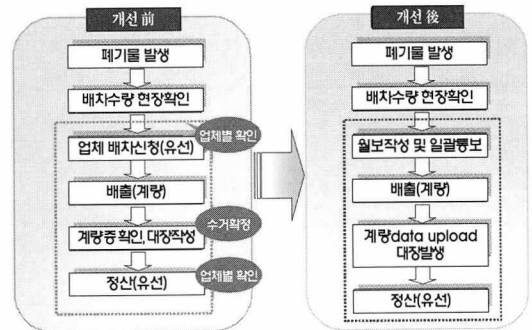 개선 前
폐기물 발생
배차수량 현장확인
업체별 확인
업체 배차신청(유선)
배출(계량)
수거확정
계량증 확인, 대장작성
업체별 확인
정산(유선)
개선 後
폐기물 발생
배차수량 현장확인
월보작성 및 일괄통보
배출(계량)
계량data upload
대장발생
정산(유선)